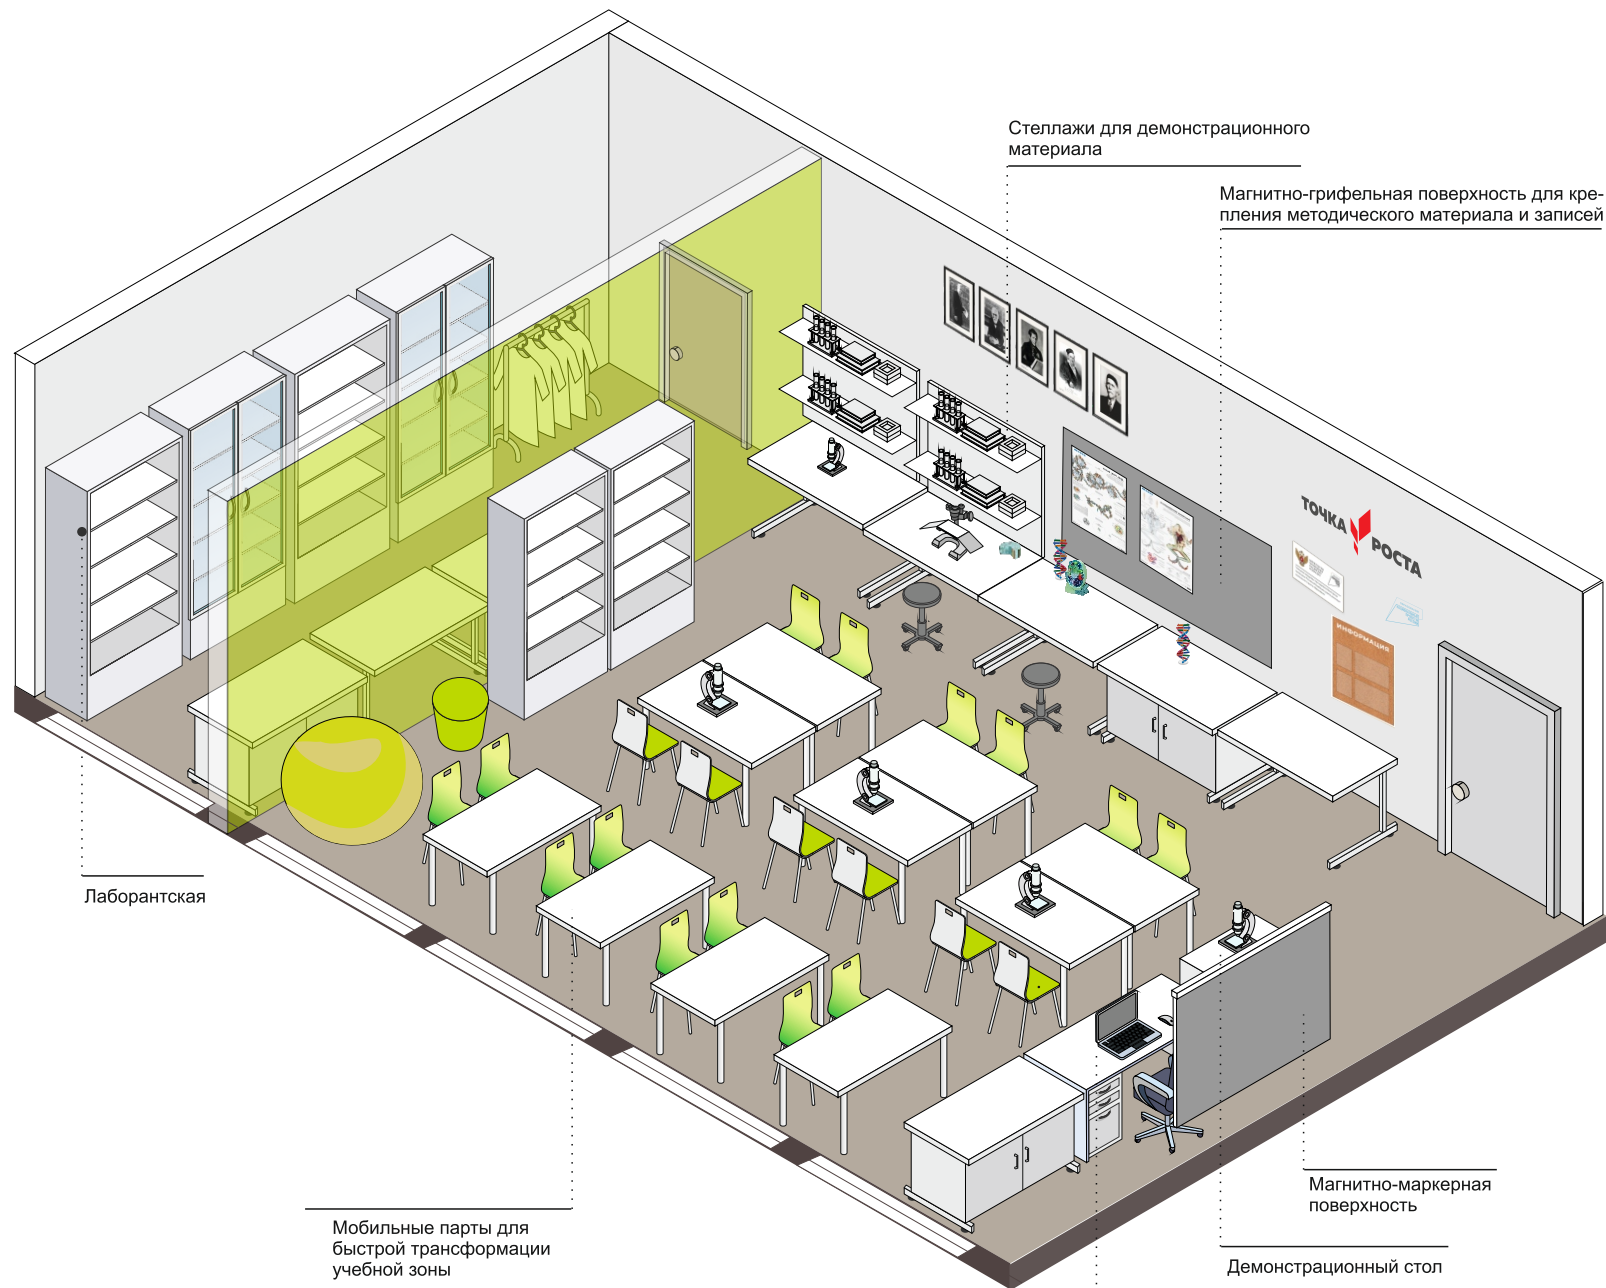 Стеллажи для демонстрационного
материала
Магнитно-грифельная поверхность для кре-
пления методического материала и записей
ТОЧКА
РОСТА
ИНФОРМАЦИЯ
Лаборантская
Мобильные парты для
быстрой трансформации
учебной зоны
Магнитно-маркерная
поверхность
Демонстрационный стол